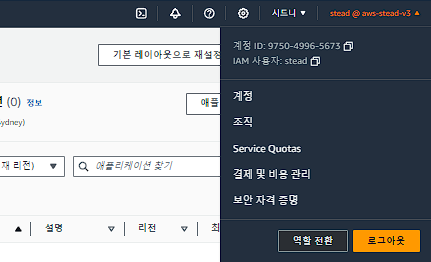 시드니 ▼ stead @ aws-stead-v3 ▲
기본 레이아웃으로 재설정
계정 ID: 9750-4996-5673
IAM 사용자: stead
(0) 정보
애플
ydney)
계정
조직
Service Quotas
결제 및 비용 관리
보안 자격 증명
재 리전) ▼
애플리케이션 찾기
설명
리전
역할 전환
로그아웃